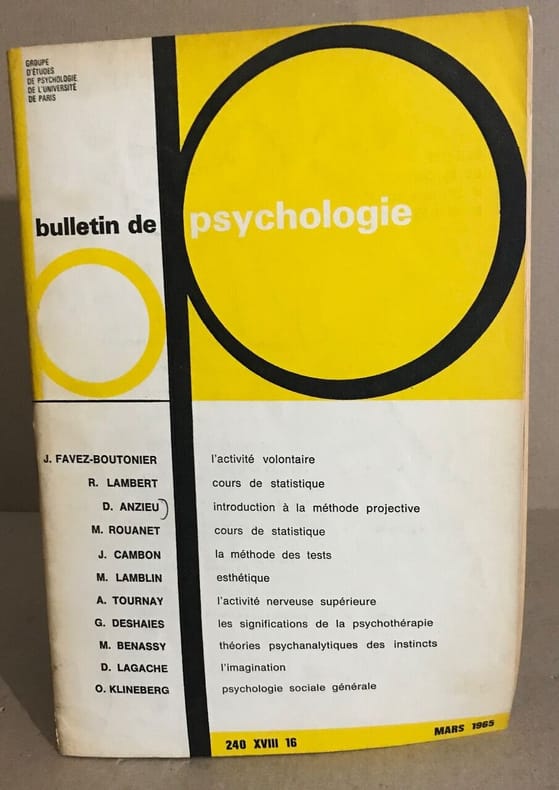 GROUPE
D'ÉTUDES
DE PSYCHOLOGIE
DE L'UNIVERSITÉ
DE PARIS
bulletin de psychologie
J. FAVEZ-BOUTONIER l'activité volontaire
R. LAMBERT cours de statistique
D. ANZIEU introduction à la méthode projective
M. ROUANET cours de statistique
J. CAMBON la méthode des tests
M. LAMBLIN esthétique
A. TOURNAY l'activité nerveuse supérieure
G. DESHAIES les significations de la psychothérapie
M. BENASSY théories psychanalytiques des instincts
D. LAGACHE l'imagination
O. KLINEBERG psychologie sociale générale
240 XVIII 16 MARS 1965